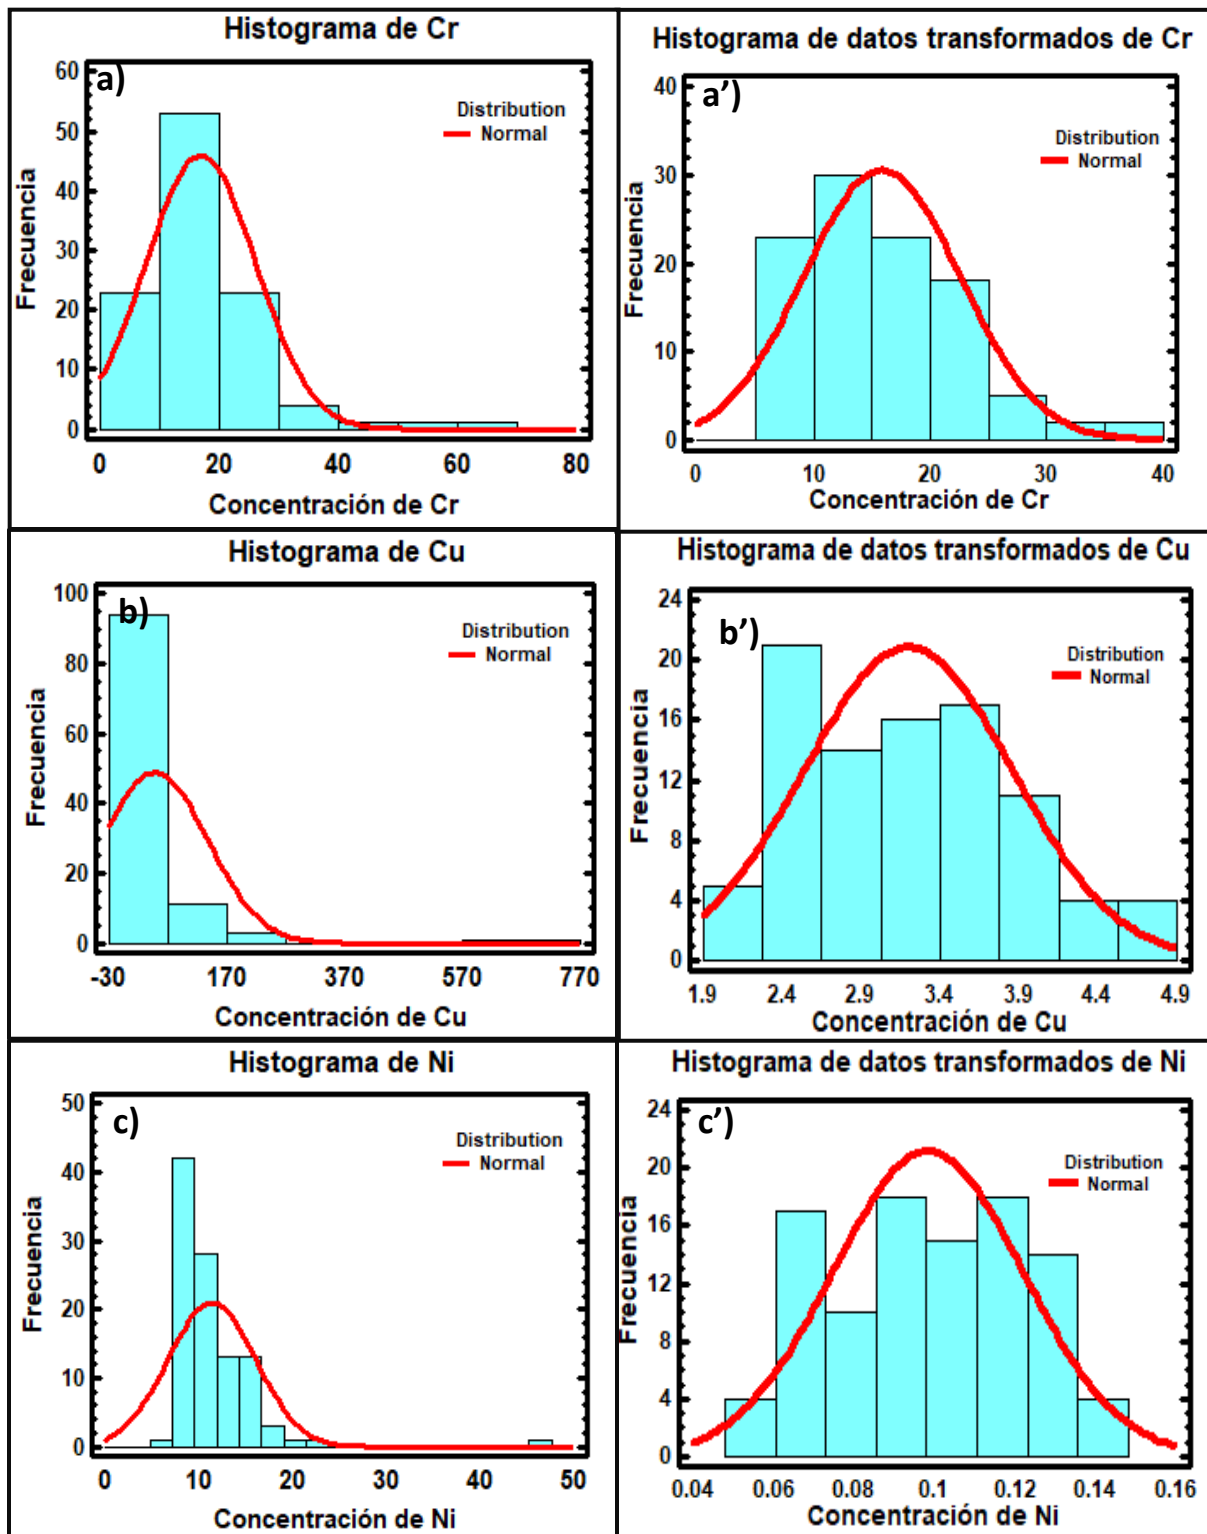 Histograma de Cr
a)
Distribution
Normal
60
50
40
30
20
10
0
Frecuencia
0 20 40 60 80
Concentración de Cr
Histograma de datos transformados de Cr
a')
Distribution
Normal
40
30
20
10
0
Frecuencia
0 10 20 30 40
Concentración de Cr
Histograma de Cu
b)
Distribution
Normal
100
80
60
40
20
0
Frecuencia
-30 170 370 570 770
Concentración de Cu
Histograma de datos transformados de Cu
b')
Distribution
Normal
24
20
16
12
8
4
0
Frecuencia
1.9 2.4 2.9 3.4 3.9 4.4 4.9
Concentración de Cu
Histograma de Ni
c)
Distribution
Normal
50
40
30
20
10
0
Frecuencia
0 10 20 30 40 50
Concentración de Ni
Histograma de datos transformados de Ni
c')
Distribution
Normal
24
20
16
12
8
4
0
Frecuencia
0.04 0.06 0.08 0.1 0.12 0.14 0.16
Concentración de Ni